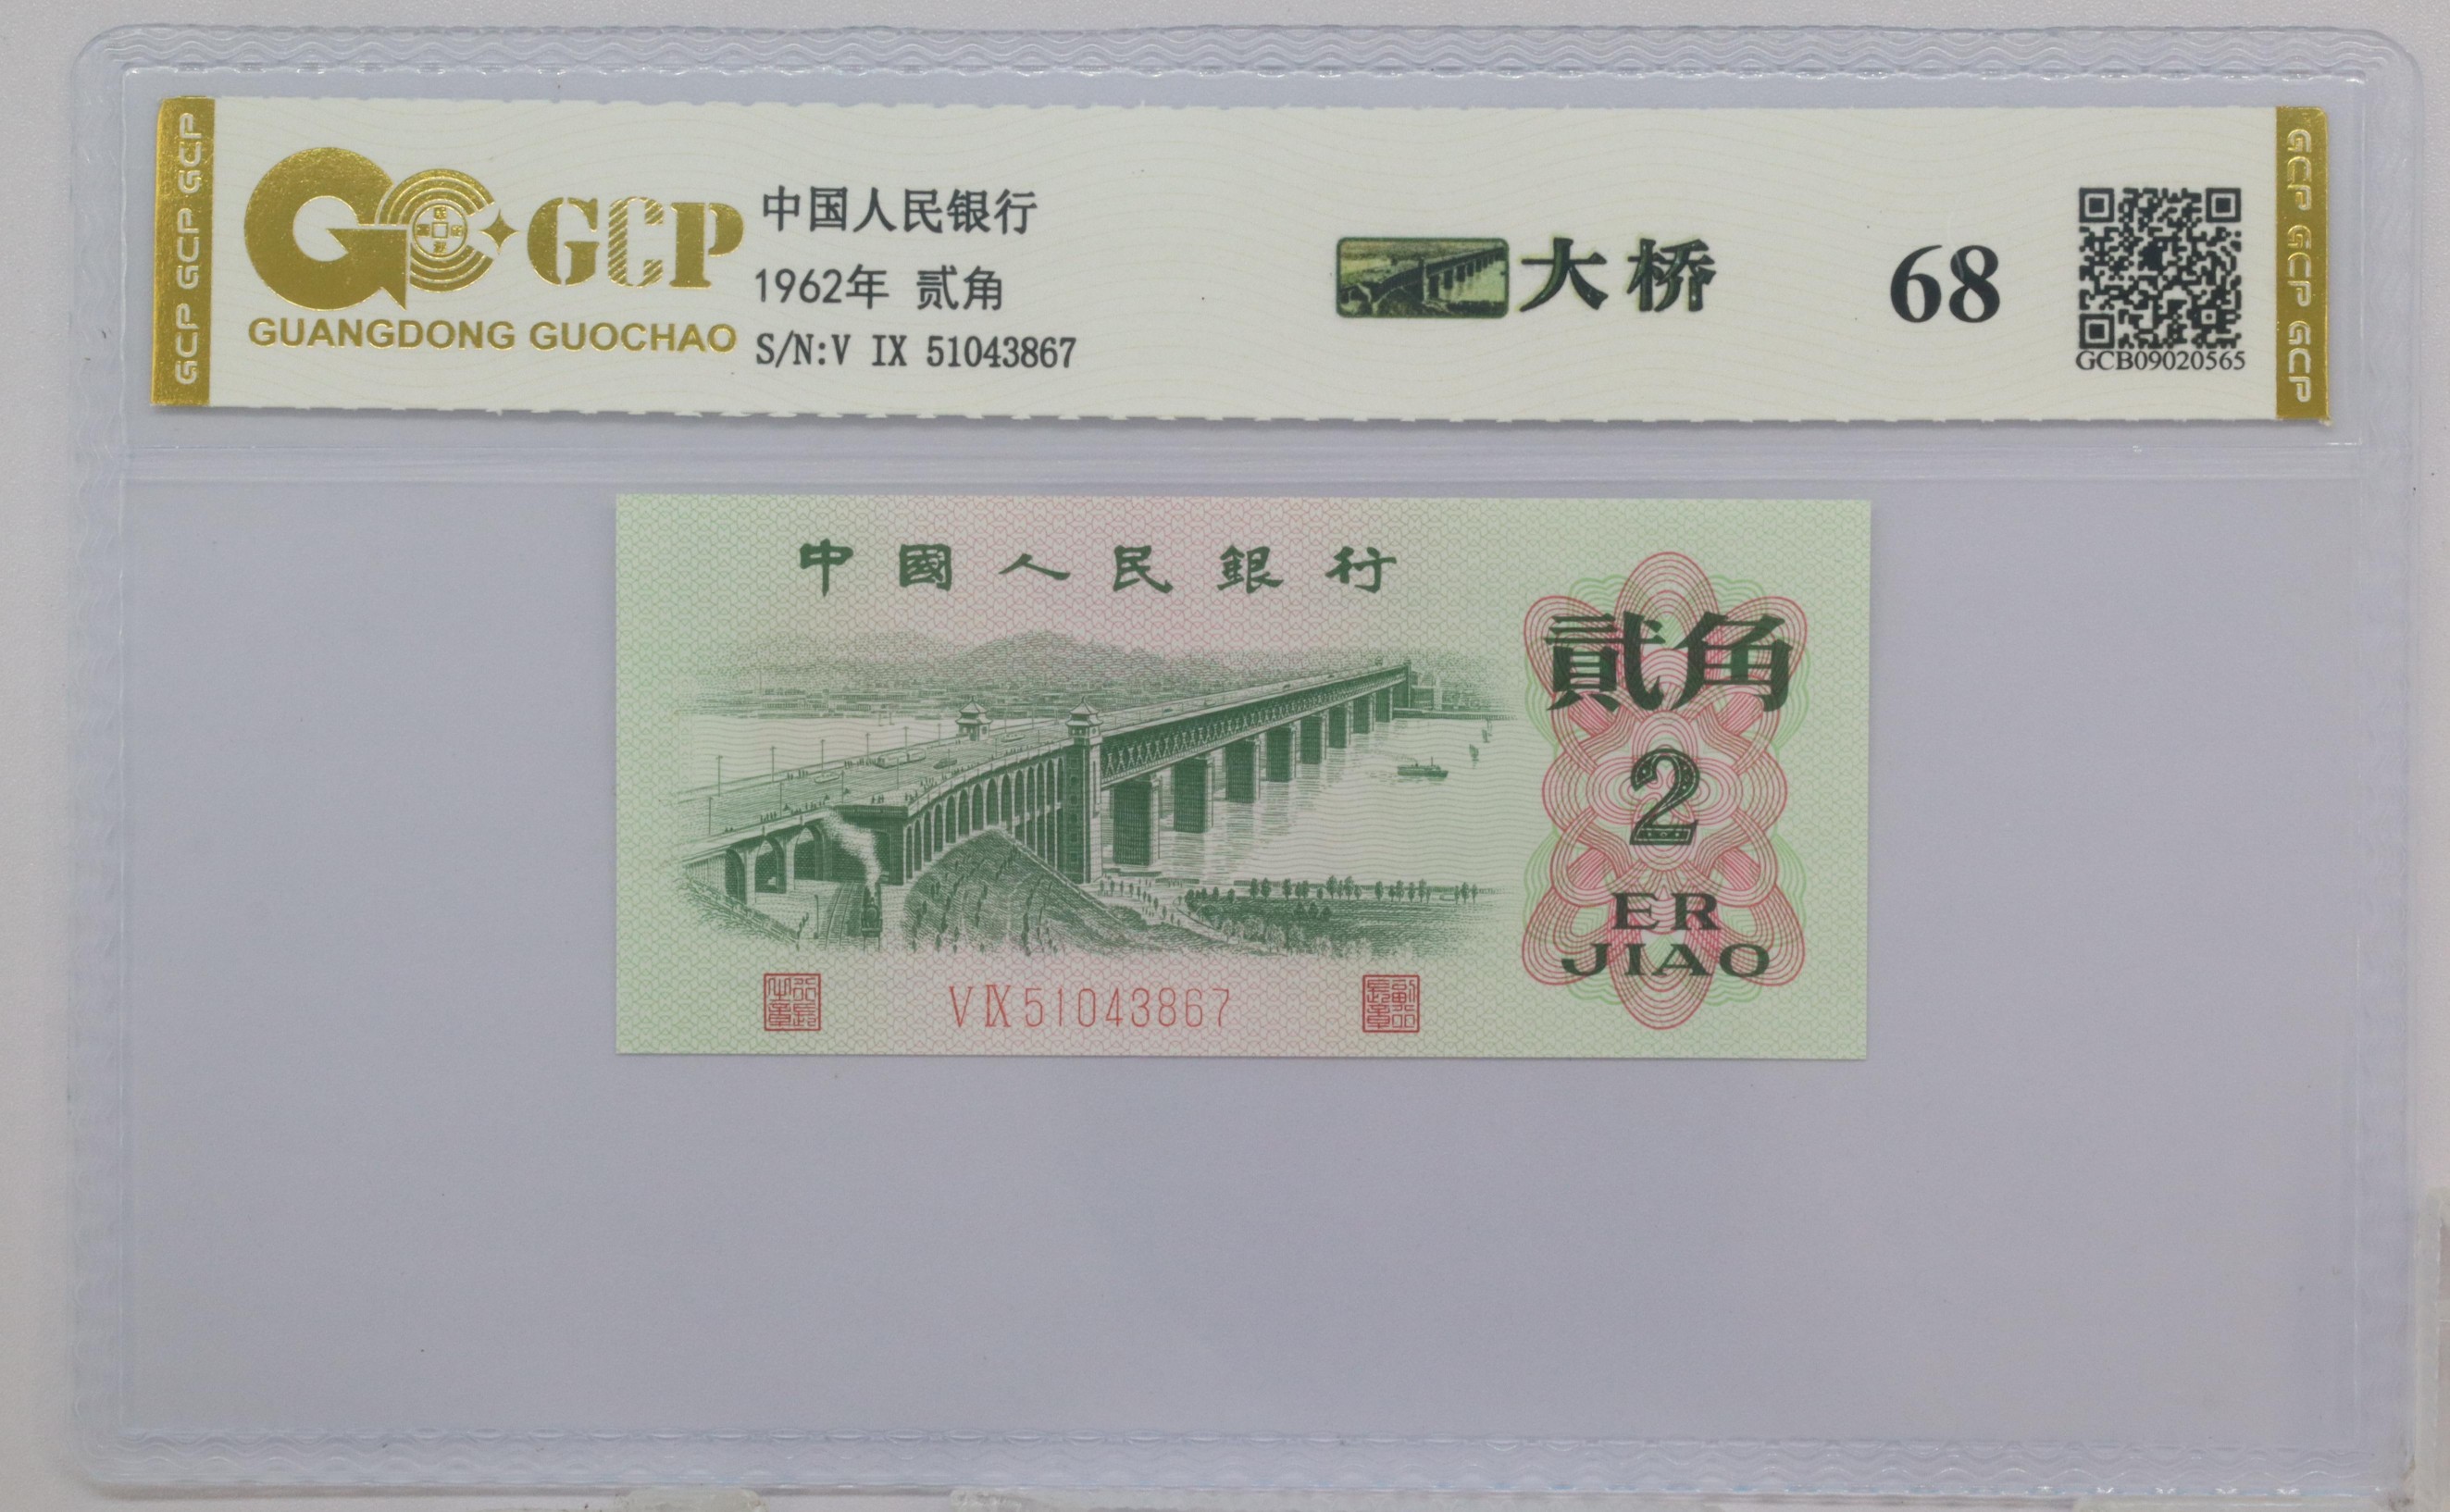 GCP GCP GCP
GCP
GUANGDONG GUOCHAO
中国人民银行
1962年 贰角
S/N:V IX 51043867
大桥
68
GCB09020565
GCP GCP GCP
中國人民銀行
貳角
2
ER
JIAO
V IX 51043867